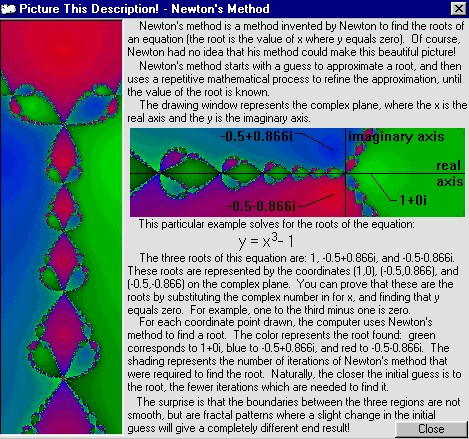 Picture This Description! - Newton's Method
Newton's method is a method invented by Newton to find the roots of
an equation (the root is the value of x where y equals zero).  Of course,
Newton had no idea that his method could make this beautiful picture!
Newton's method starts with a guess to approximate a root, and then
uses a repetitive mathematical process to refine the approximation, until
the value of the root is known.
The drawing window represents the complex plane, where the x is the
real axis and the y is the imaginary axis.
-0.5+0.866i
imaginary axis
real
axis
-0.5-0.866i
1+0i
This particular example solves for the roots of the equation:
y = x³- 1
The three roots of this equation are: 1, -0.5+0.866i, and -0.5-0.866i.
These roots are represented by the coordinates (1,0), (-0.5,0.866), and
(-0.5,-0.866) on the complex plane.  You can prove that these are the
roots by substituting the complex number in for x, and finding that y
equals zero.  For example, one to the third minus one is zero.
For each coordinate point drawn, the computer uses Newton's
method to find a root.  The color represents the root found:  green
corresponds to 1+0i, blue to -0.5+0.866i, and red to -0.5-0.866i.  The
shading represents the number of iterations of Newton's method that
were required to find the root.  Naturally, the closer the initial guess is to
the root, the fewer iterations which are needed to find it.
The surprise is that the boundaries between the three regions are not
smooth, but are fractal patterns where a slight change in the initial
guess will give a completely different end result!
Close